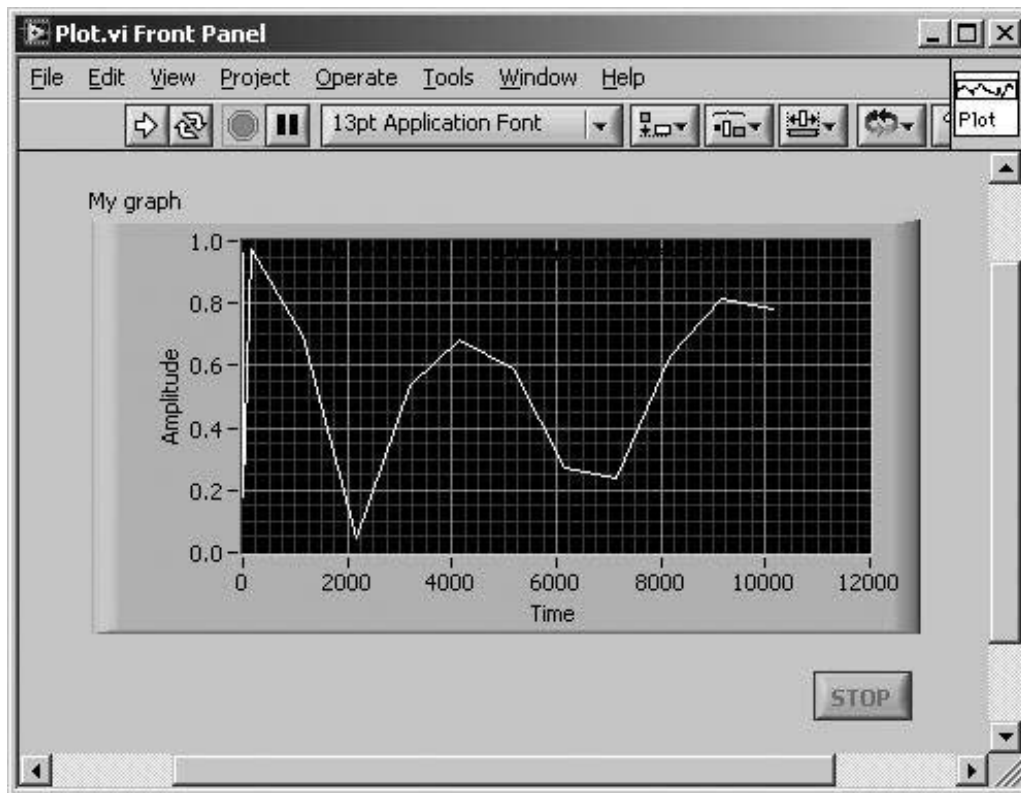 Plot.vi Front Panel
File Edit View Project Operate Tools Window Help
13pt Application Font
Plot
My graph
1.0
0.8
0.6
0.4
0.2
0.0
Amplitude
0 2000 4000 6000 8000 10000 12000
Time
STOP